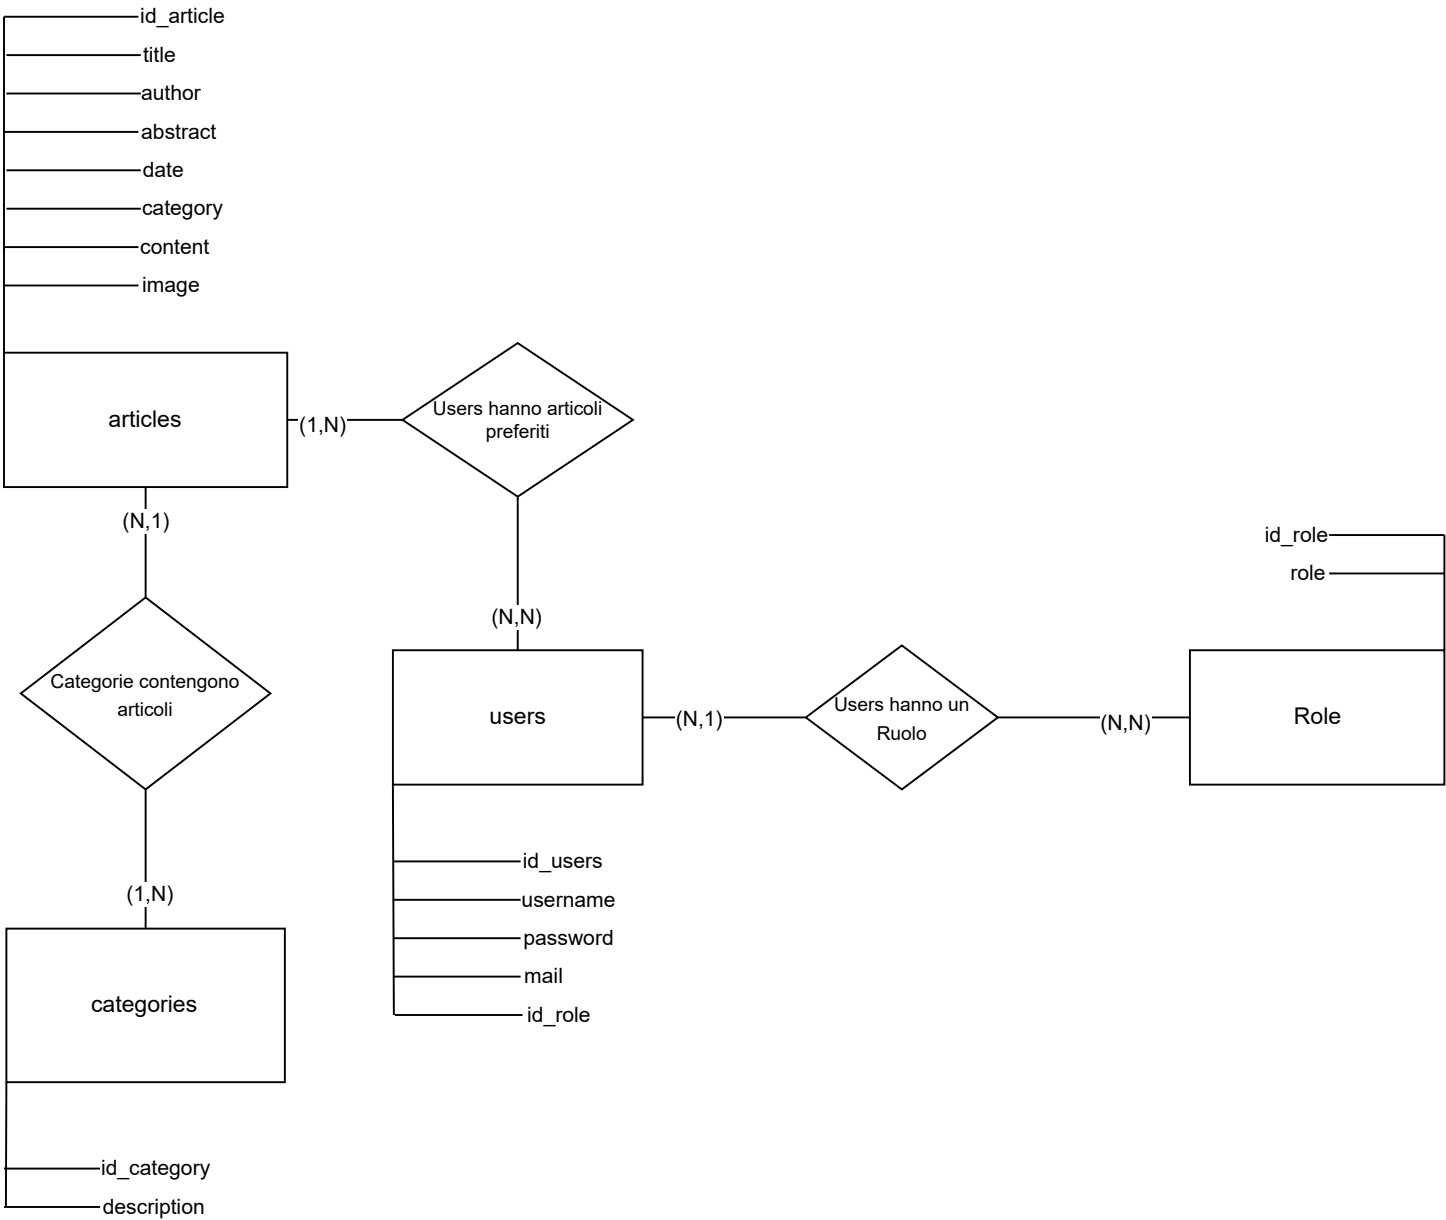 id_article
title
author
abstract
date
category
content
image
articles
(1,N)
Users hanno articoli
preferiti
(N,1)
(N,N)
Categorie contengono
articoli
users
(N,1)
Users hanno un
Ruolo
(N,N)
Role
id_role
role
(1,N)
categories
id_users
username
password
mail
id_role
id_category
description